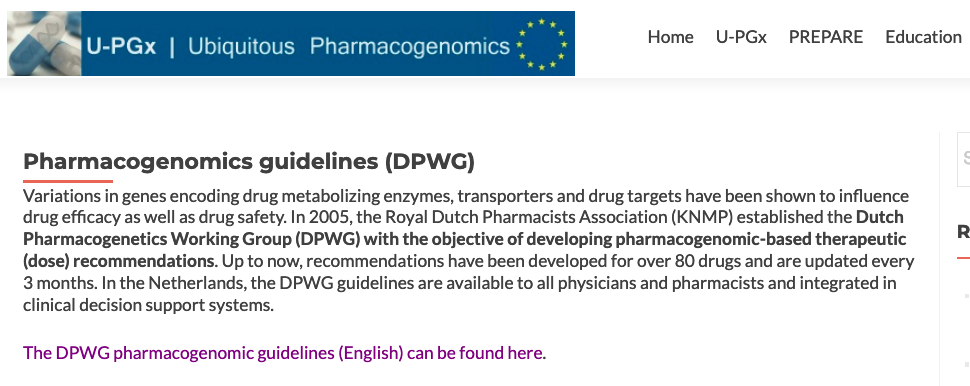 U-PGx | Ubiquitous Pharmacogenomics
Home U-PGx PREPARE Education
Pharmacogenomics guidelines (DPWG)
Variations in genes encoding drug metabolizing enzymes, transporters and drug targets have been shown to influence
drug efficacy as well as drug safety. In 2005, the Royal Dutch Pharmacists Association (KNMP) established the Dutch
Pharmacogenetics Working Group (DPWG) with the objective of developing pharmacogenomic-based therapeutic
(dose) recommendations. Up to now, recommendations have been developed for over 80 drugs and are updated every
3 months. In the Netherlands, the DPWG guidelines are available to all physicians and pharmacists and integrated in
clinical decision support systems.
The DPWG pharmacogenomic guidelines (English) can be found here.